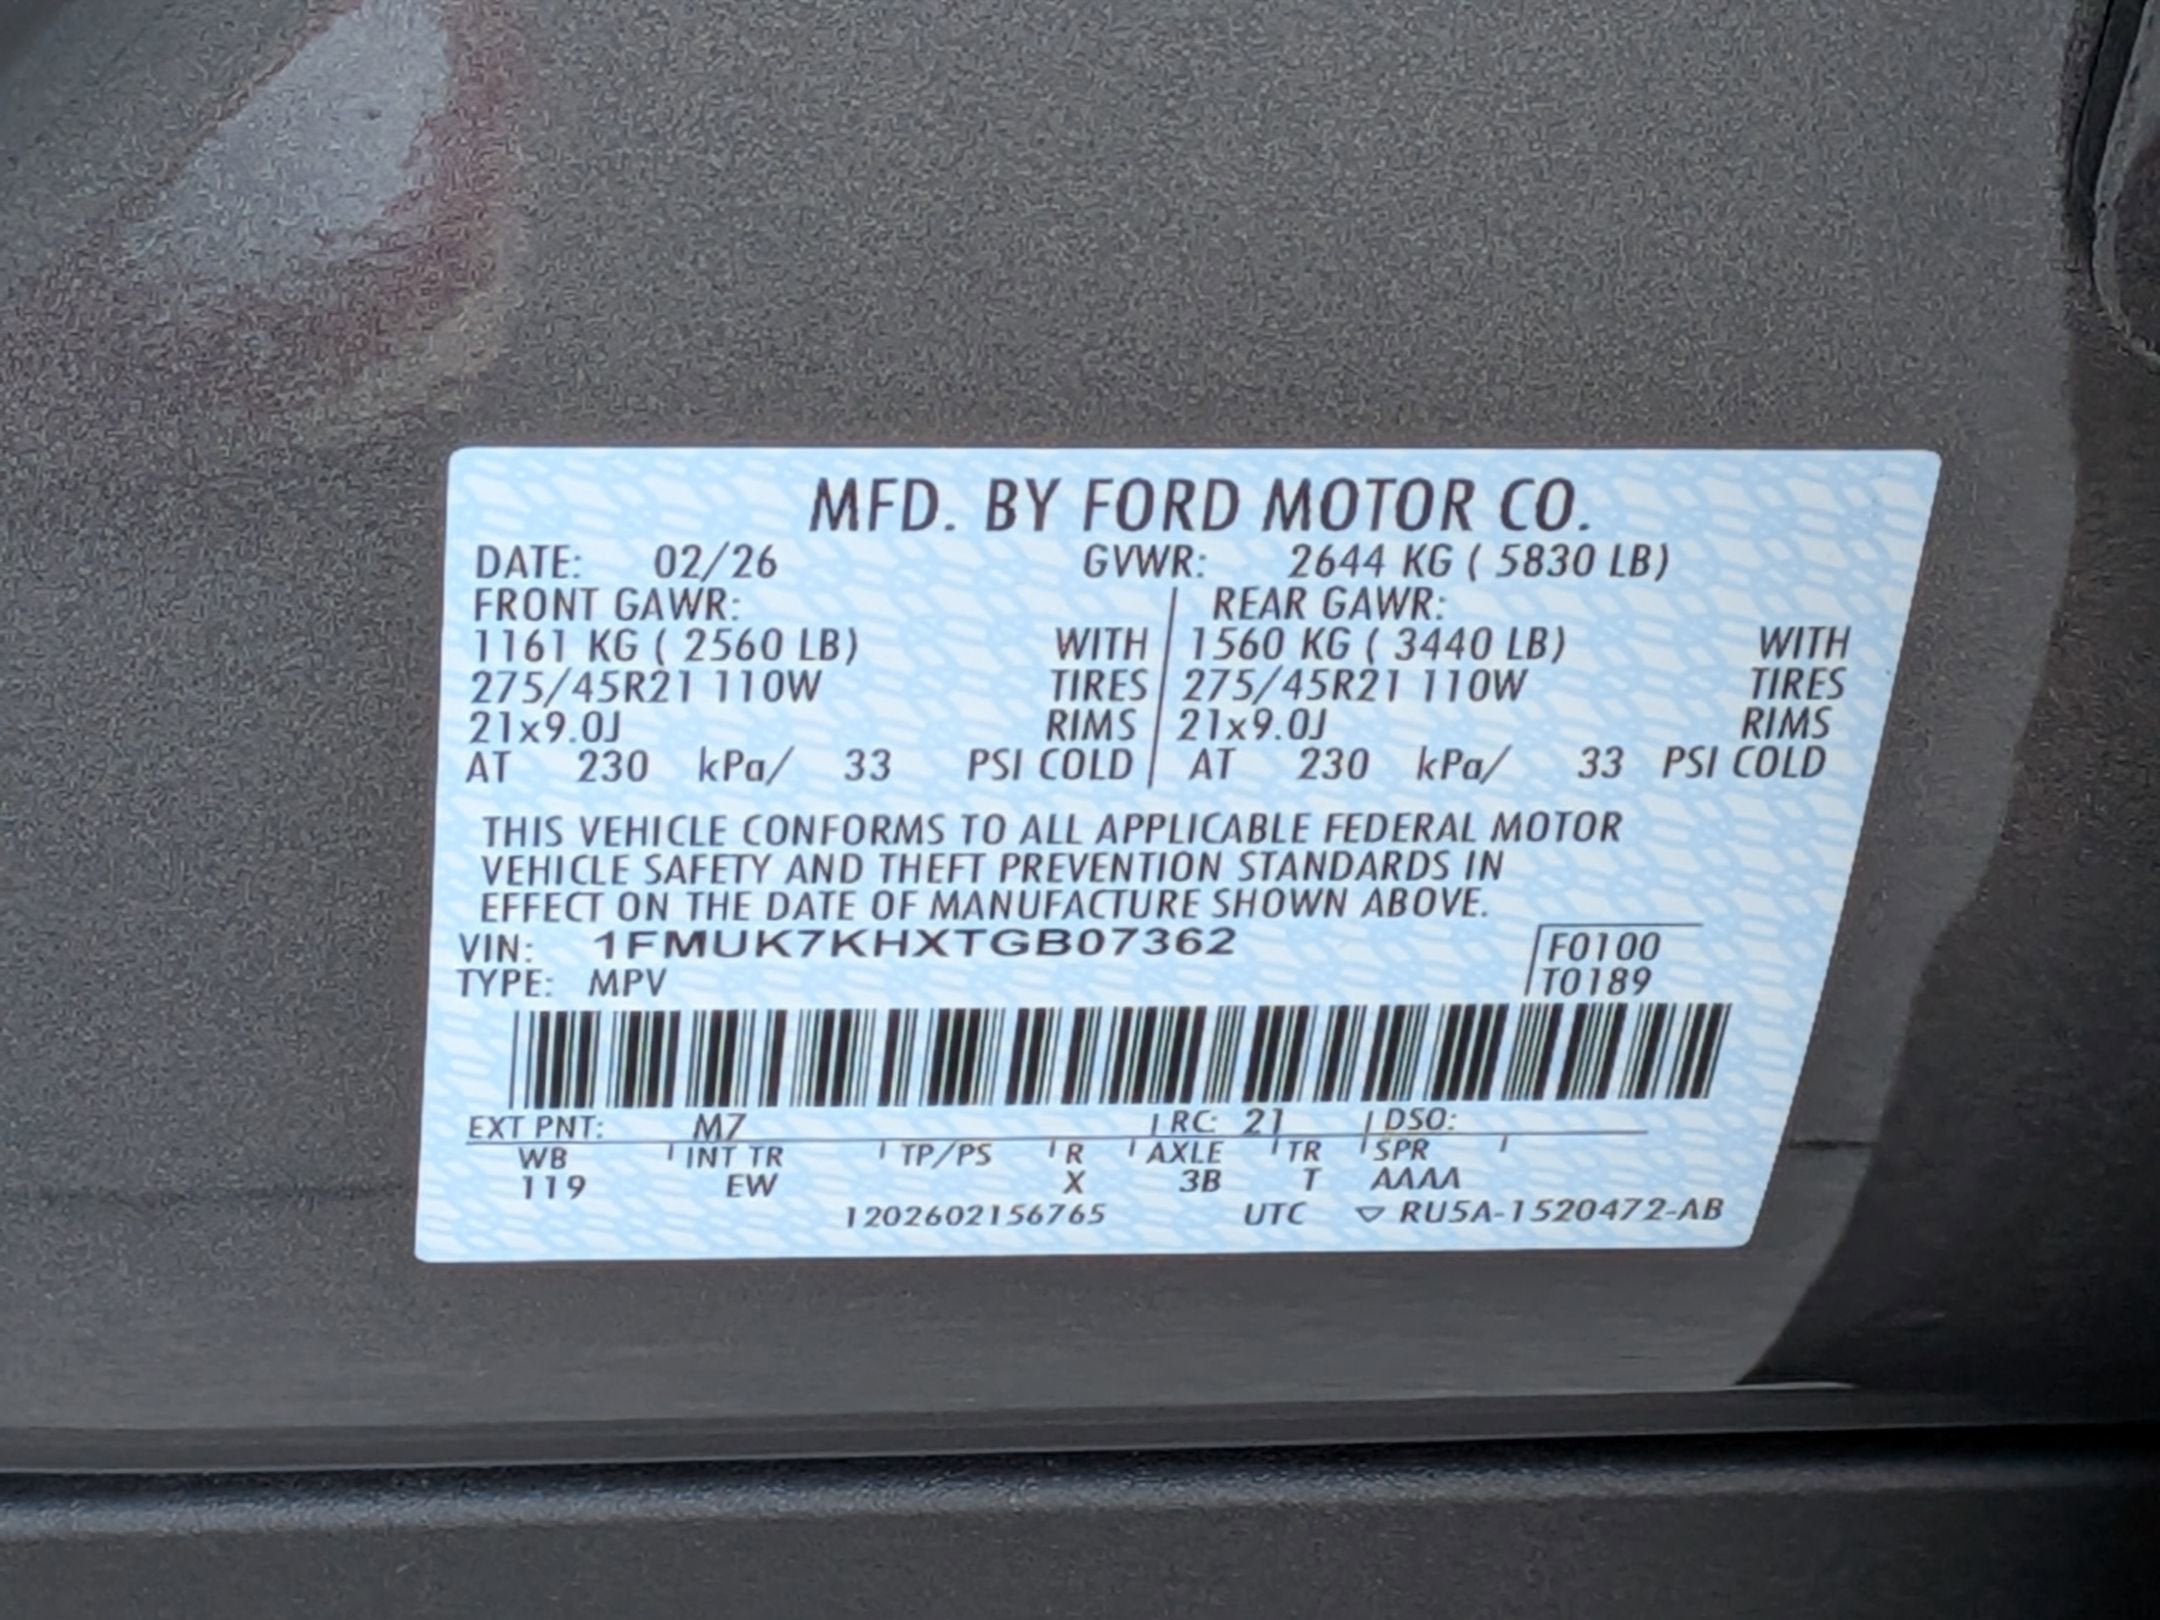 MFD. BY FORD MOTOR CO.
DATE: 02/26 GVWR: 2644 KG ( 5830 LB)
FRONT GAWR: REAR GAWR:
1161 KG ( 2560 LB) WITH 1560 KG ( 3440 LB) WITH
275/45R21 110W TIRES 275/45R21 110W TIRES
21x9.0J RIMS 21x9.0J RIMS
AT 230 kPa/ 33 PSI COLD AT 230 kPa/ 33 PSI COLD
THIS VEHICLE CONFORMS TO ALL APPLICABLE FEDERAL MOTOR
VEHICLE SAFETY AND THEFT PREVENTION STANDARDS IN
EFFECT ON THE DATE OF MANUFACTURE SHOWN ABOVE.
VIN: 1FMUK7KHXTGB07362 F0100
TYPE: MPV T0189
EXT PNT: M7 RC: 21 DSO:
WB INT TR TP/PS R AXLE TR SPR
119 EW X 3B T AAAA
1202602156765 UTC ▽ RU5A-1520472-AB